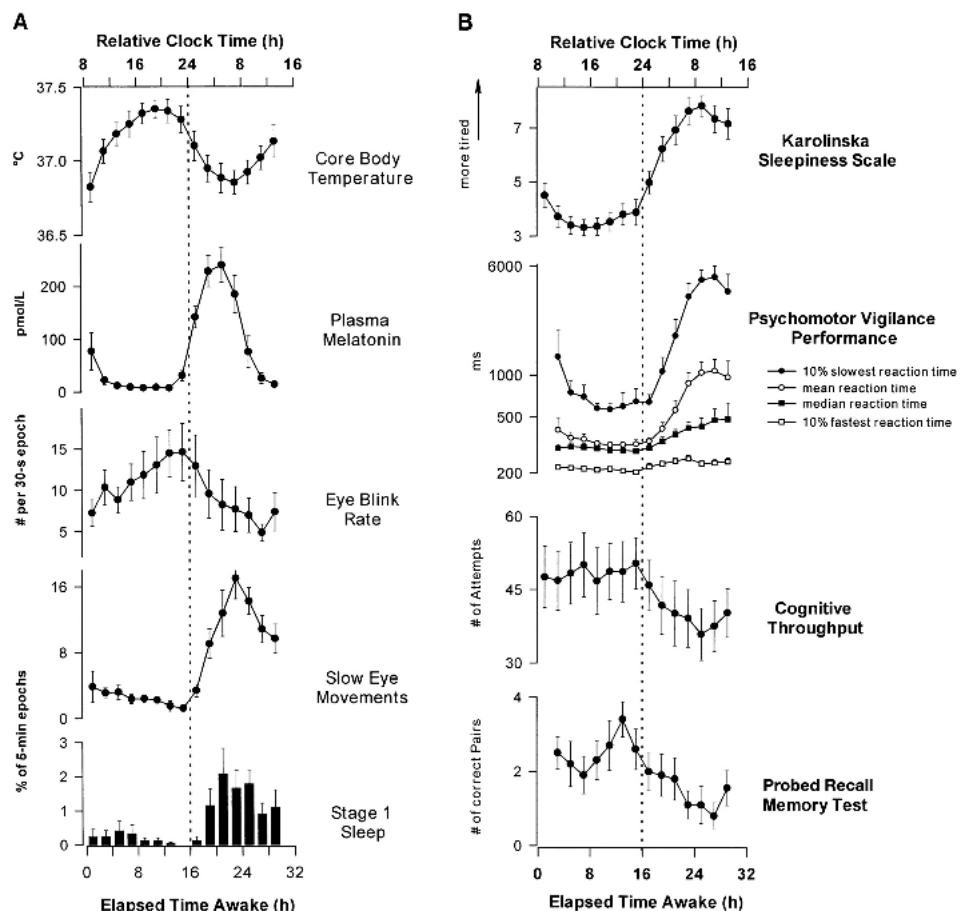 A
Relative Clock Time (h)
8 16 24 8 16
37.5
37.0
36.5
°C
Core Body
Temperature
200
100
0
pmol/L
Plasma
Melatonin
15
10
5
# per 30-s epoch
Eye Blink
Rate
16
8
0
Slow Eye
Movements
% of 5-min epochs
3
2
1
0
Stage 1
Sleep
0 8 16 24 32
Elapsed Time Awake (h)
B
Relative Clock Time (h)
8 16 24 8 16
more tired
7
5
3
Karolinska
Sleepiness Scale
6000
1000
500
200
ms
Psychomotor Vigilance
Performance
10% slowest reaction time
mean reaction time
median reaction time
10% fastest reaction time
60
45
30
# of Attempts
Cognitive
Throughput
4
2
0
# of correct Pairs
Probed Recall
Memory Test
0 8 16 24 32
Elapsed Time Awake (h)